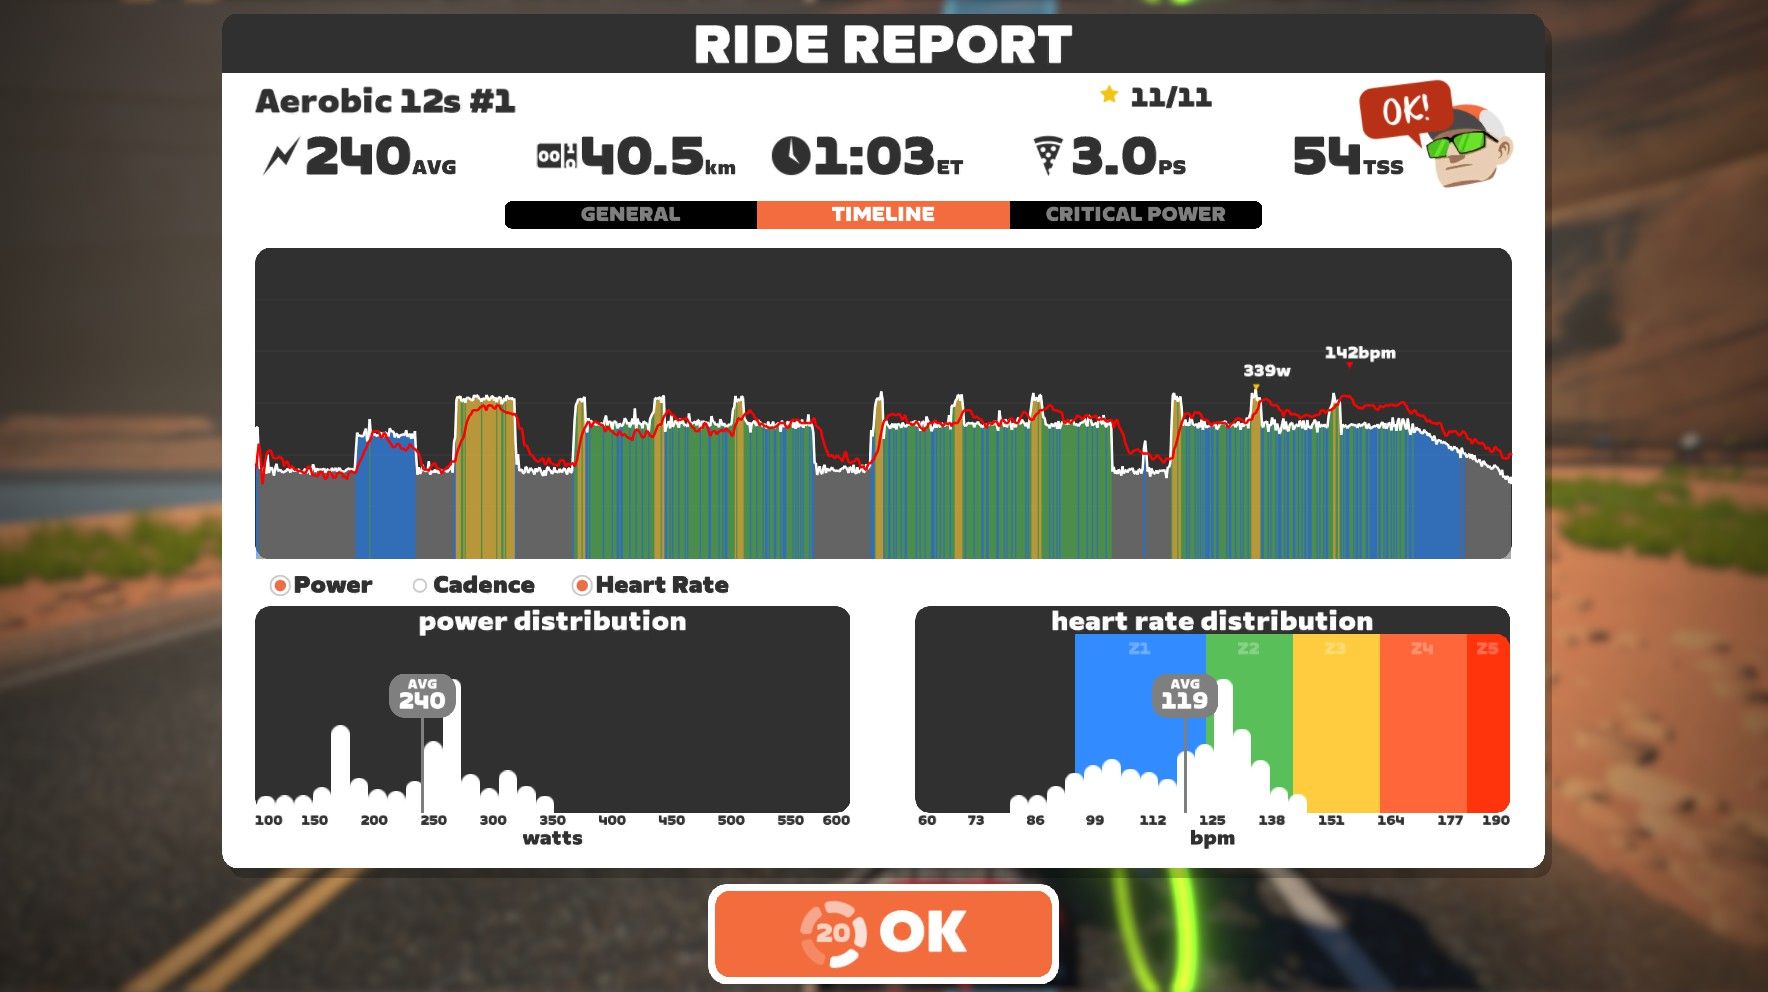 RIDE REPORT
Aerobic 12s #1
11/11
OK!
240AVG
40.5km
1:03ET
3.0PS
54TSS
GENERAL TIMELINE CRITICAL POWER
142bpm
339w
Power Cadence Heart Rate
power distribution
AVG
240
100 150 200 250 300 350 400 450 500 550 600
watts
heart rate distribution
Z1 Z2 Z3 Z4 Z5
AVG
119
60 73 86 99 112 125 138 151 164 177 190
bpm
20 OK